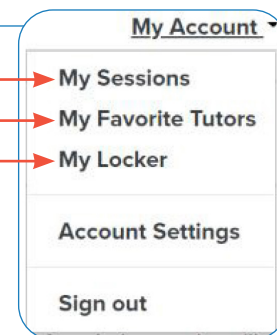 My Account
My Sessions
My Favorite Tutors
My Locker
Account Settings
Sign out